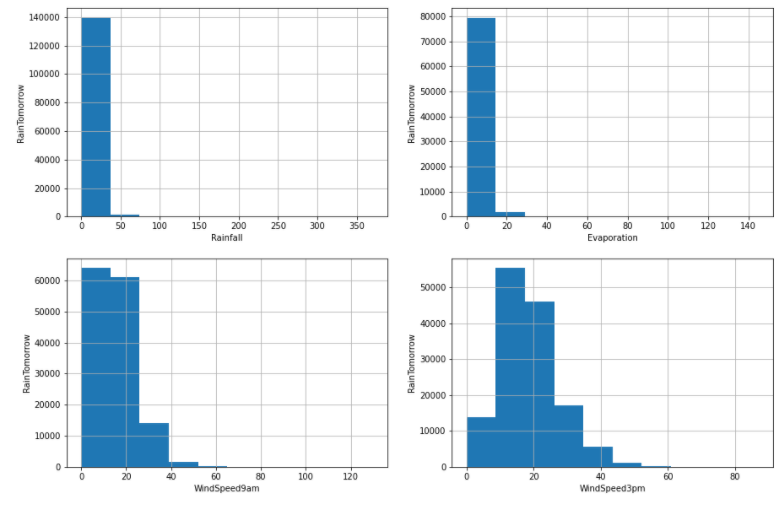 RainTomorrow
140000
120000
100000
80000
60000
40000
20000
0
0 50 100 150 200 250 300 350
Rainfall
RainTomorrow
80000
70000
60000
50000
40000
30000
20000
10000
0
0 20 40 60 80 100 120 140
Evaporation
RainTomorrow
60000
50000
40000
30000
20000
10000
0
0 20 40 60 80 100 120
WindSpeed9am
RainTomorrow
50000
40000
30000
20000
10000
0
0 20 40 60 80
WindSpeed3pm